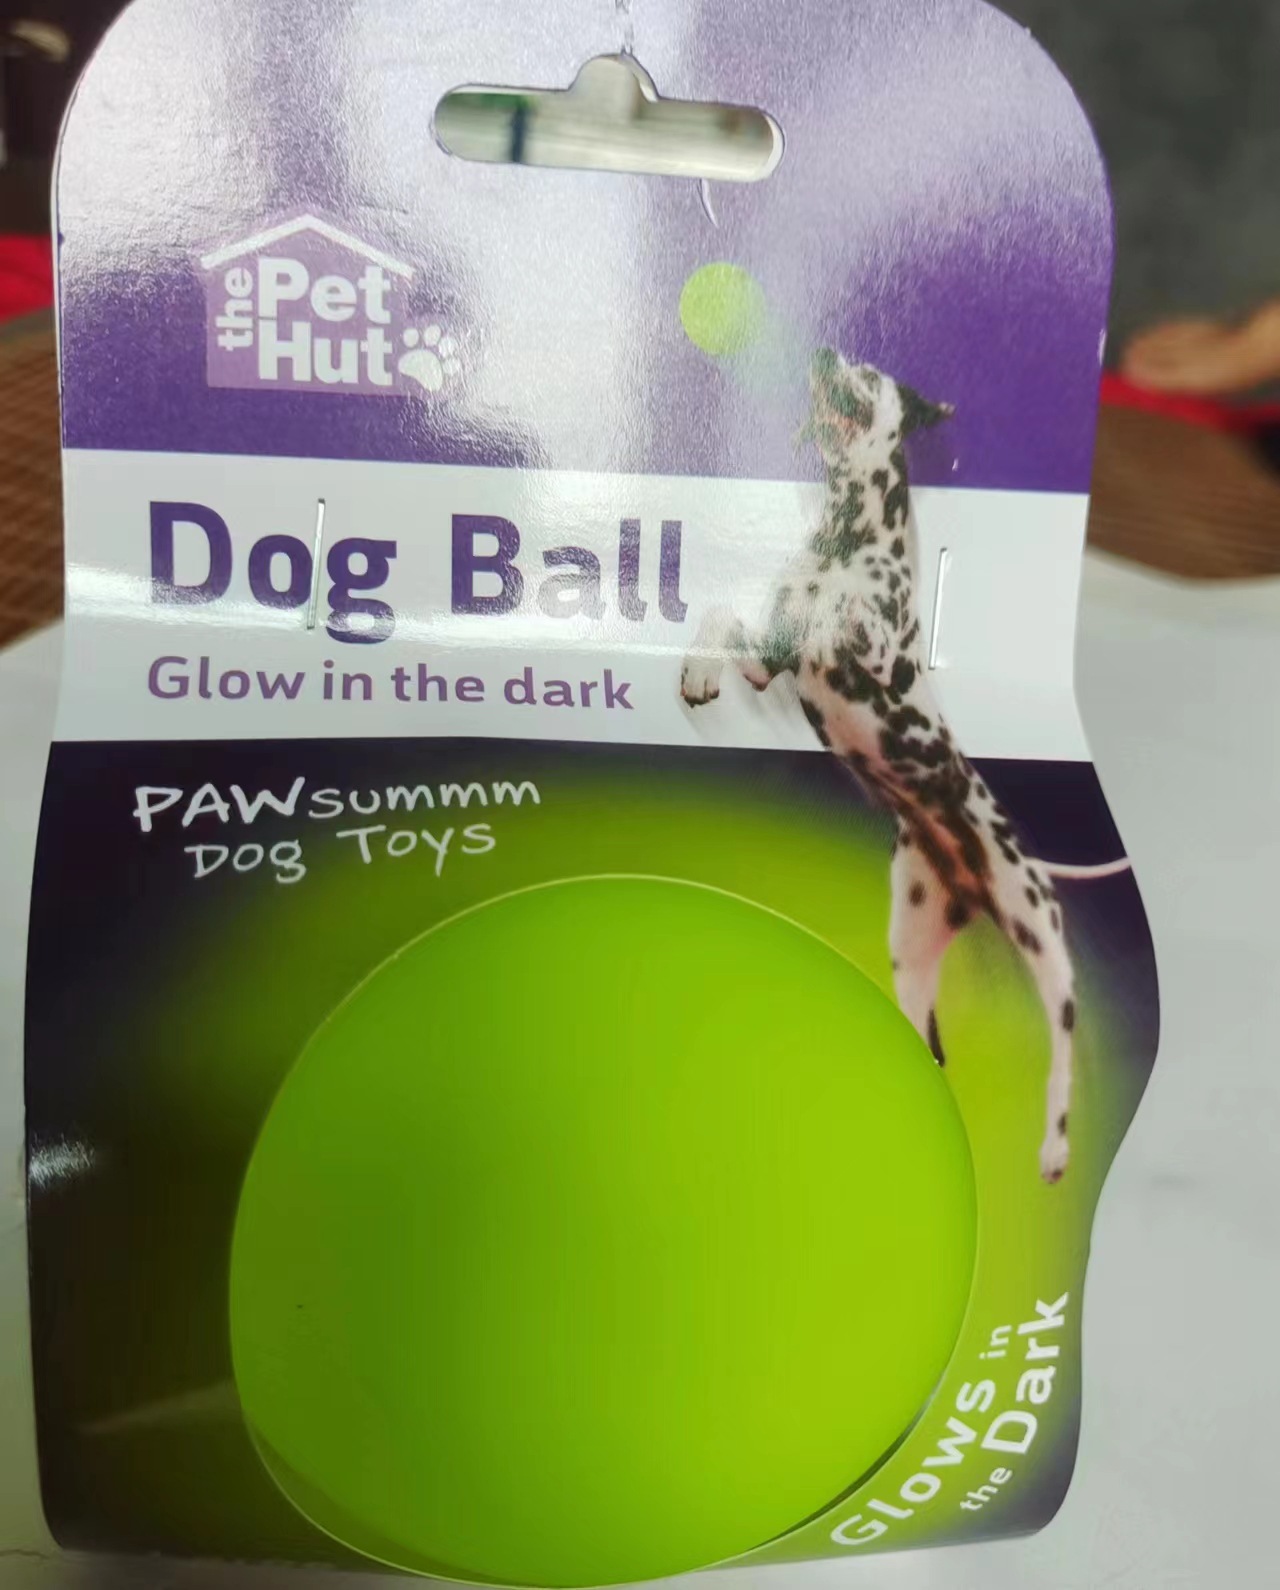 the
Pet
Hut
Dog Ball
Glow in the dark
PAWsummm
Dog Toys
Glows in
the Dark